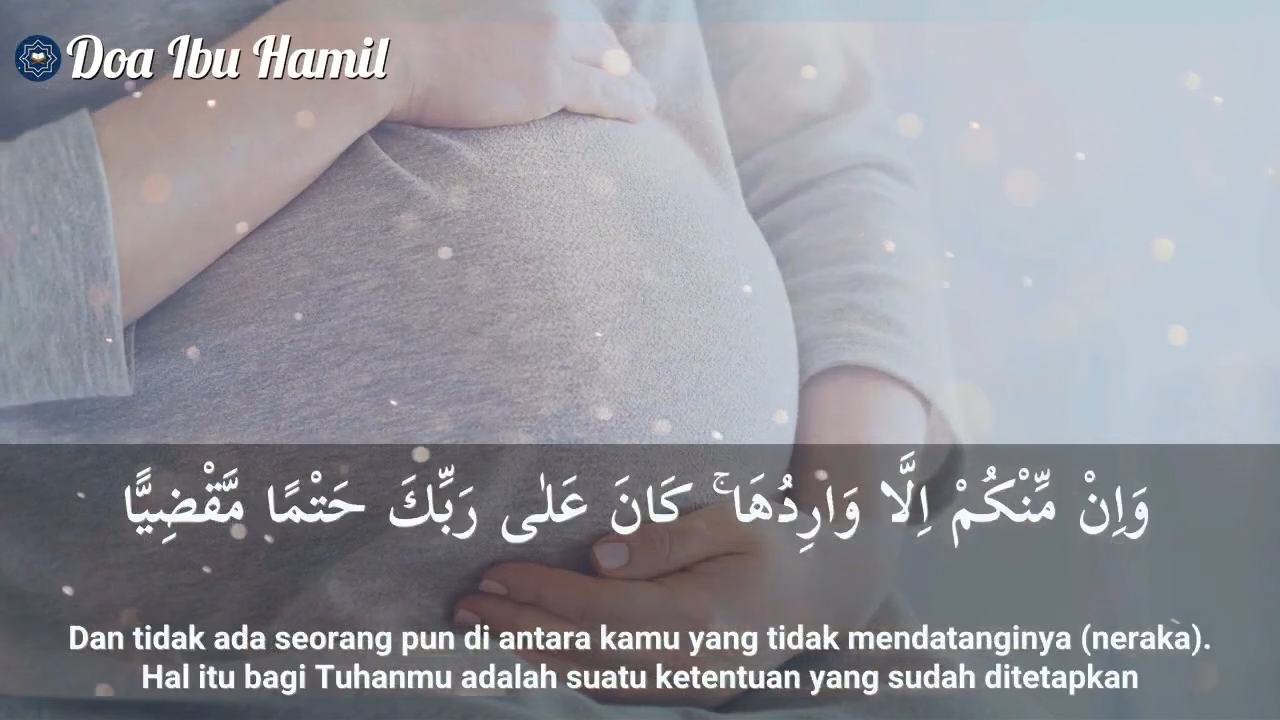 Doa Ibu Hamil
وَاِنْ مِّنْكُمْ اِلَّا وَارِدُهَا ۚ كَانَ عَلٰى رَبِّكَ حَتْمًا مَّقْضِيًّا
Dan tidak ada seorang pun di antara kamu yang tidak mendatanginya (neraka).
Hal itu bagi Tuhanmu adalah suatu ketentuan yang sudah ditetapkan